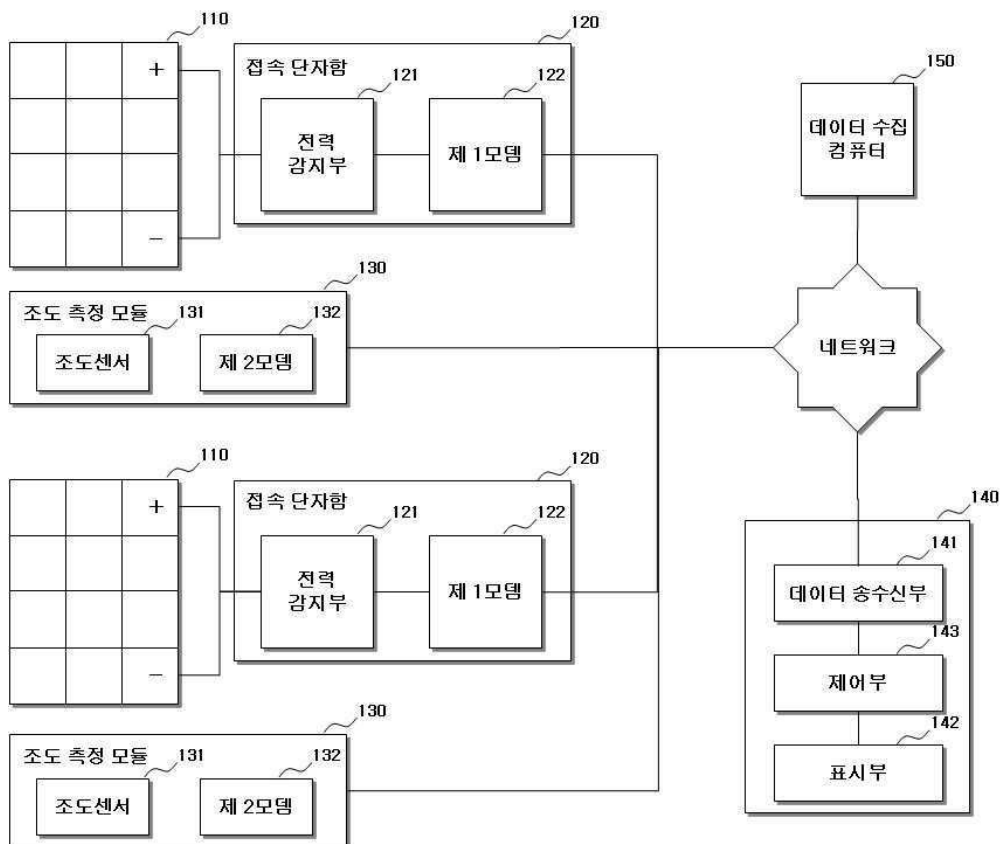 110
+
−
120
접속 단자함
121
전력
감지부
122
제 1모뎀
150
데이터 수집
컴퓨터
130
조도 측정 모듈
131
조도센서
132
제 2모뎀
네트워크
110
+
−
120
접속 단자함
121
전력
감지부
122
제 1모뎀
140
141
데이터 송수신부
143
제어부
142
표시부
130
조도 측정 모듈
131
조도센서
132
제 2모뎀